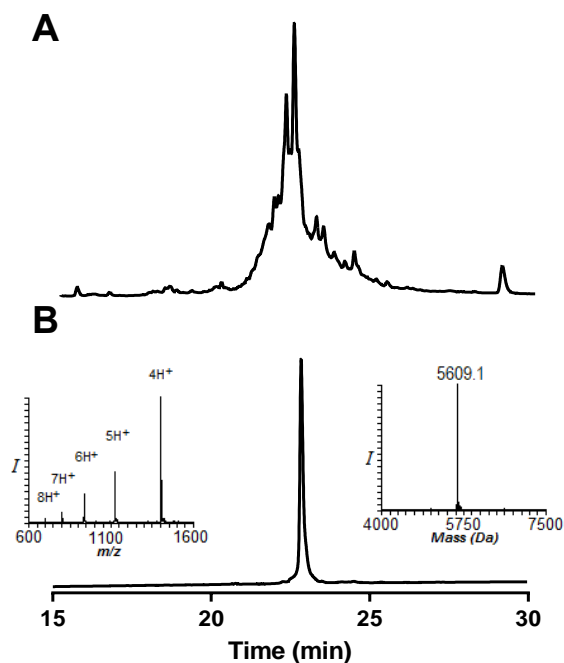 A
B
4H+
5H+
6H+
7H+
8H+
I
600
1100
1600
m/z
5609.1
I
4000
5750
7500
Mass (Da)
15
20
25
30
Time (min)